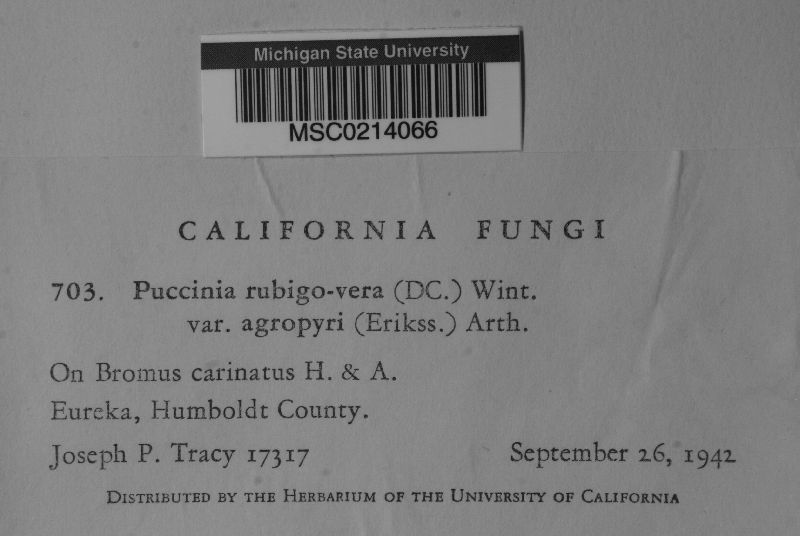 Michigan State University
MSC0214066
CALIFORNIA FUNGI
703. Puccinia rubigo-vera (DC.) Wint.
var. agropyri (Erikss.) Arth.
On Bromus carinatus H. & A.
Eureka, Humboldt County.
Joseph P. Tracy 17317 September 26, 1942
Distributed by the Herbarium of the University of California